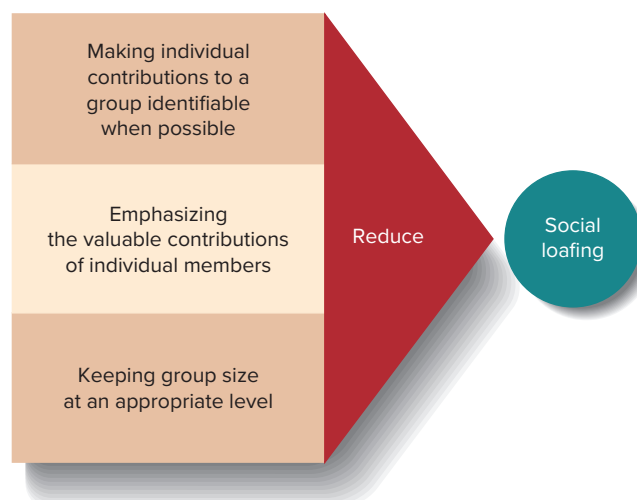 Making individual
contributions to a
group identifiable
when possible
Emphasizing
the valuable contributions
of individual members
Keeping group size
at an appropriate level
Reduce
Social
loafing